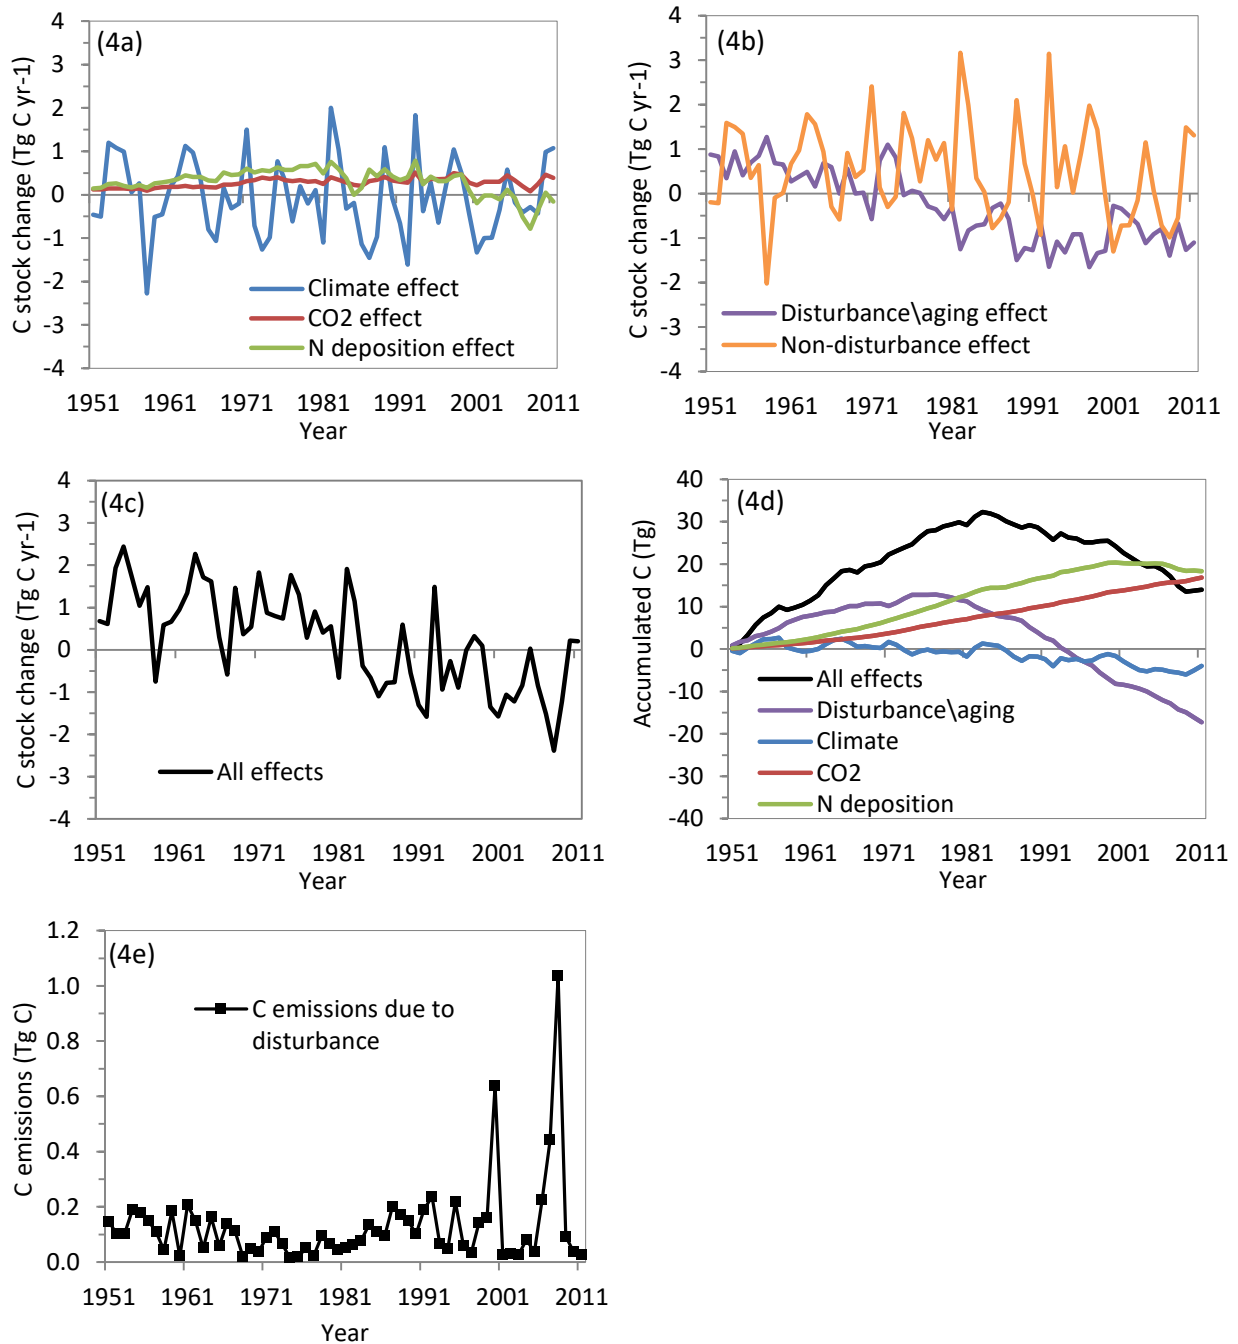 (4a)
C stock change (Tg C yr-1)
4
3
2
1
0
-1
-2
-3
-4
Climate effect
CO2 effect
N deposition effect
1951 1961 1971 1981 1991 2001 2011
Year
(4b)
C stock change (Tg C yr-1)
4
3
2
1
0
-1
-2
-3
-4
Disturbance\aging effect
Non-disturbance effect
1951 1961 1971 1981 1991 2001 2011
Year
(4c)
C stock change (Tg C yr-1)
4
3
2
1
0
-1
-2
-3
-4
All effects
1951 1961 1971 1981 1991 2001 2011
Year
(4d)
Accumulated C (Tg)
40
30
20
10
0
-10
-20
-30
-40
All effects
Disturbance\aging
Climate
CO2
N deposition
1951 1961 1971 1981 1991 2001 2011
Year
(4e)
C emissions (Tg C)
1.2
1.0
0.8
0.6
0.4
0.2
0.0
C emissions due to
disturbance
1951 1961 1971 1981 1991 2001 2011
Year